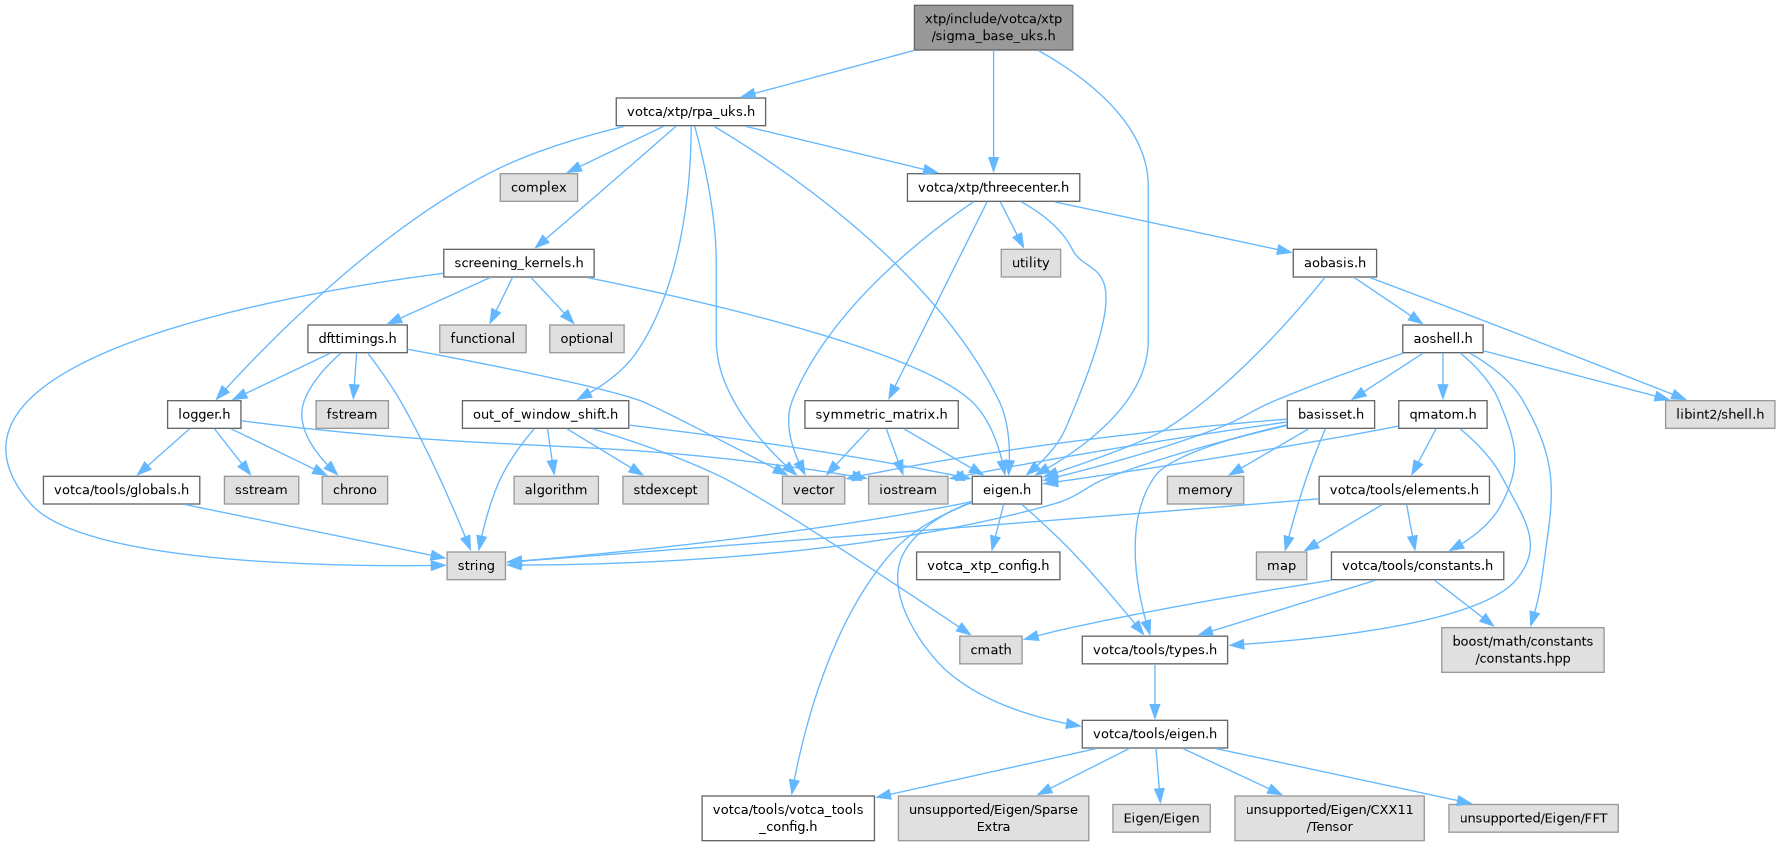 xtp/include/votca/xtp
/sigma_base_uks.h
votca/xtp/rpa_uks.h
complex
votca/xtp/threecenter.h
screening_kernels.h
utility
aobasis.h
dfttimings.h
functional
optional
aoshell.h
logger.h
fstream
out_of_window_shift.h
symmetric_matrix.h
basisset.h
qmatom.h
libint2/shell.h
votca/tools/globals.h
sstream
chrono
algorithm
stdexcept
vector
iostream
eigen.h
memory
votca/tools/elements.h
string
votca_xtp_config.h
map
votca/tools/constants.h
cmath
votca/tools/types.h
boost/math/constants
/constants.hpp
votca/tools/eigen.h
votca/tools/votca_tools
_config.h
unsupported/Eigen/Sparse
Extra
Eigen/Eigen
unsupported/Eigen/CXX11
/Tensor
unsupported/Eigen/FFT